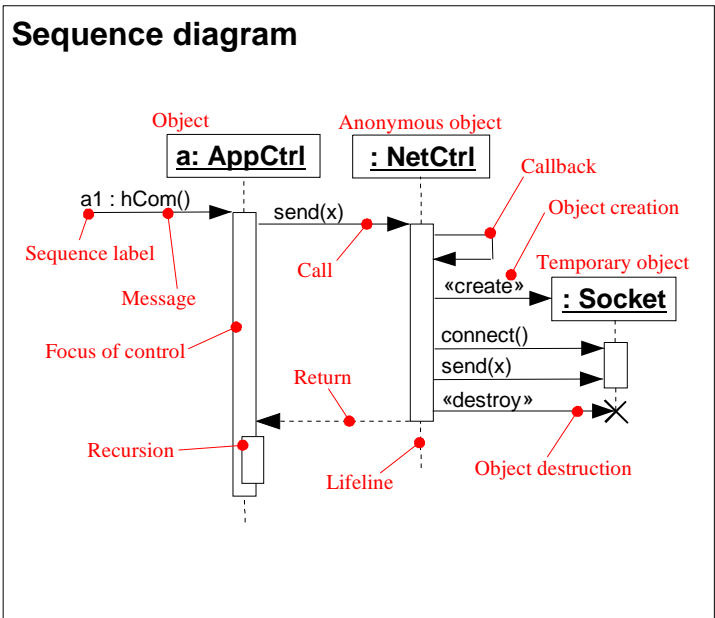 Sequence diagram
Object
Anonymous object
a: AppCtrl
: NetCtrl
Callback
a1 : hCom()
send(x)
Object creation
Sequence label
Call
Temporary object
Message
«create»
: Socket
connect()
Focus of control
send(x)
Return
«destroy»
Recursion
Lifeline
Object destruction